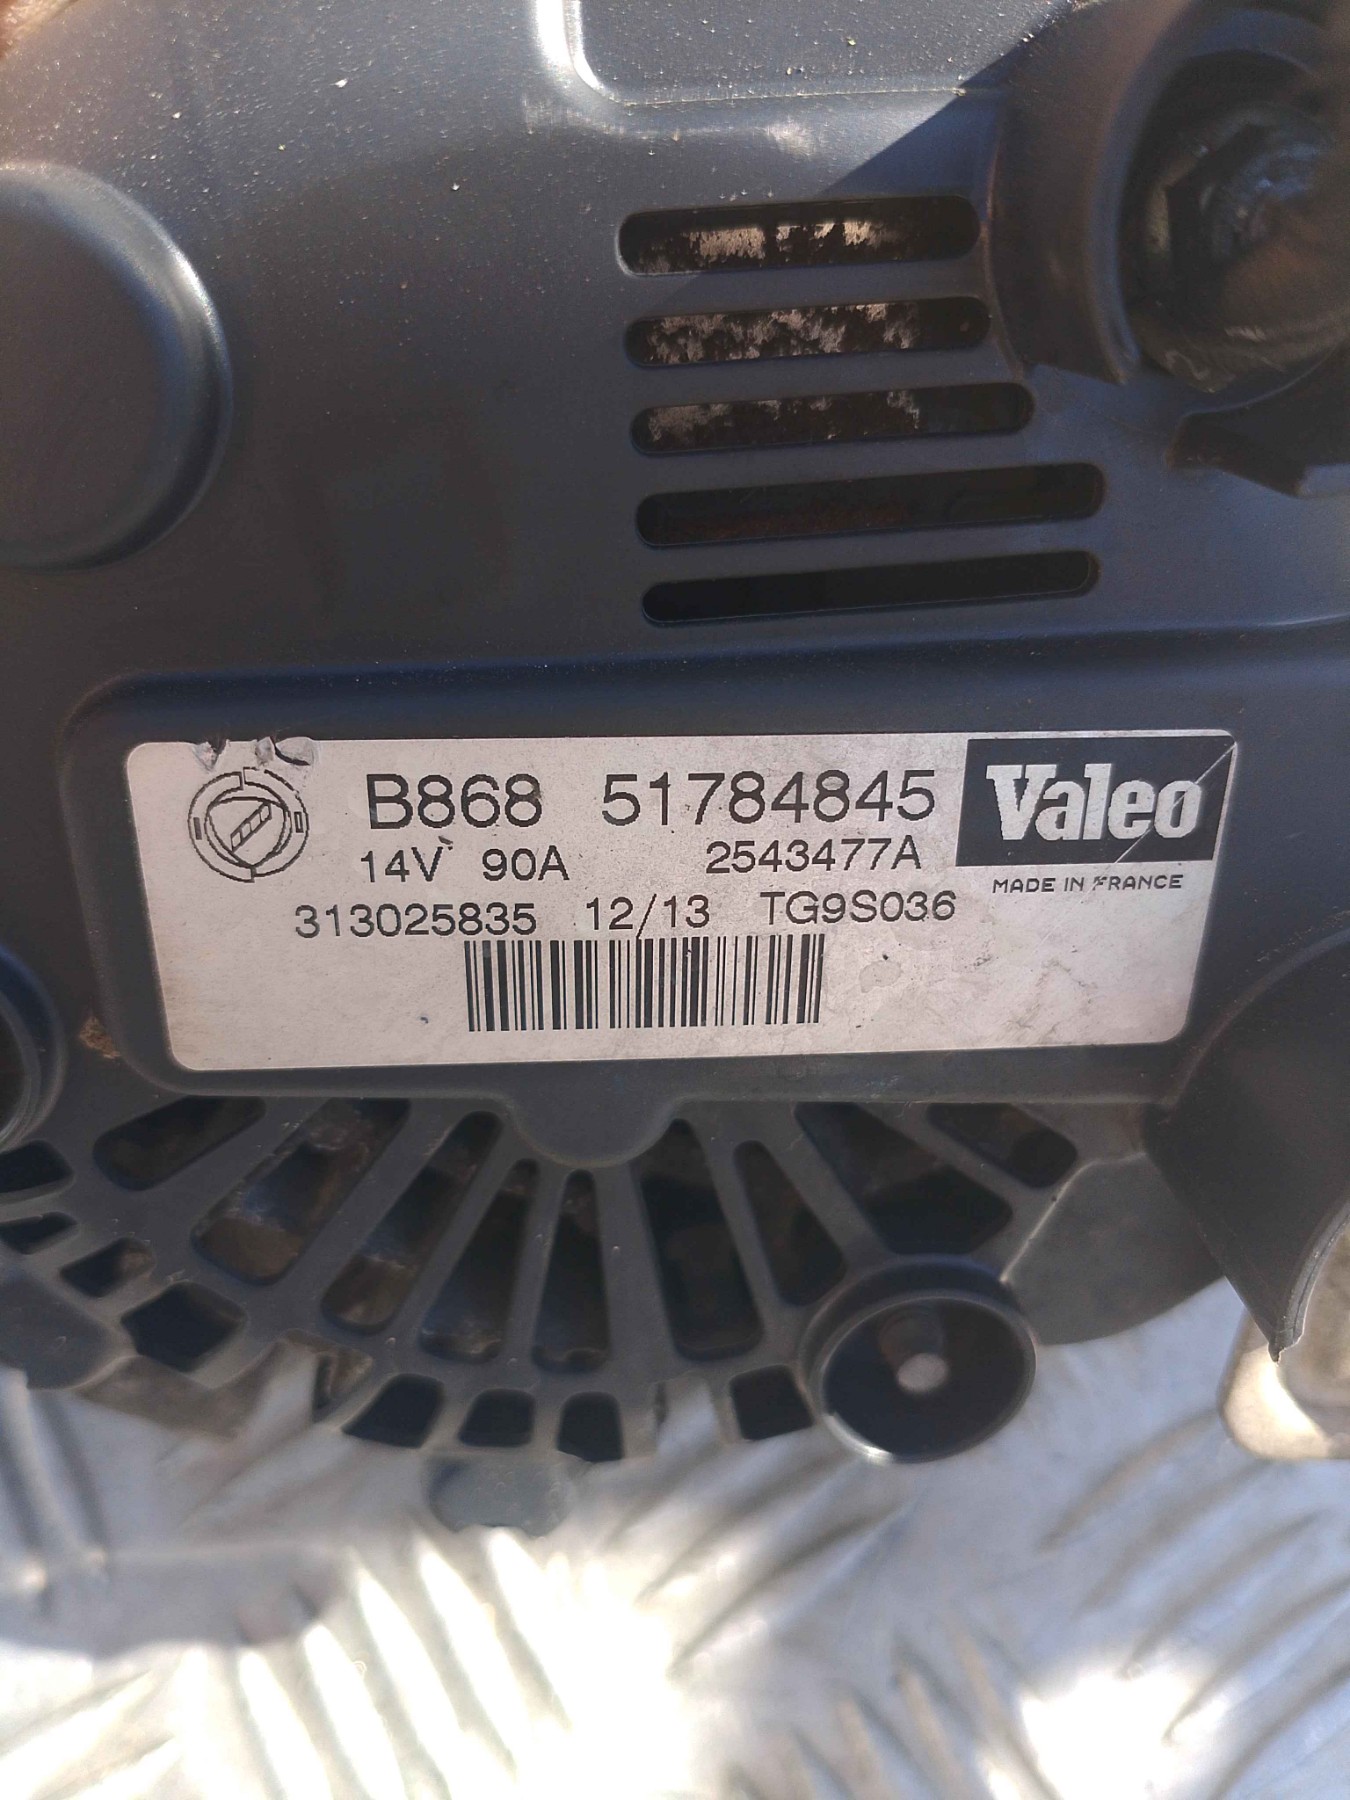 B868 51784845 Valeo
14V 90A 2543477A
MADE IN FRANCE
313025835 12/13 TG9S036